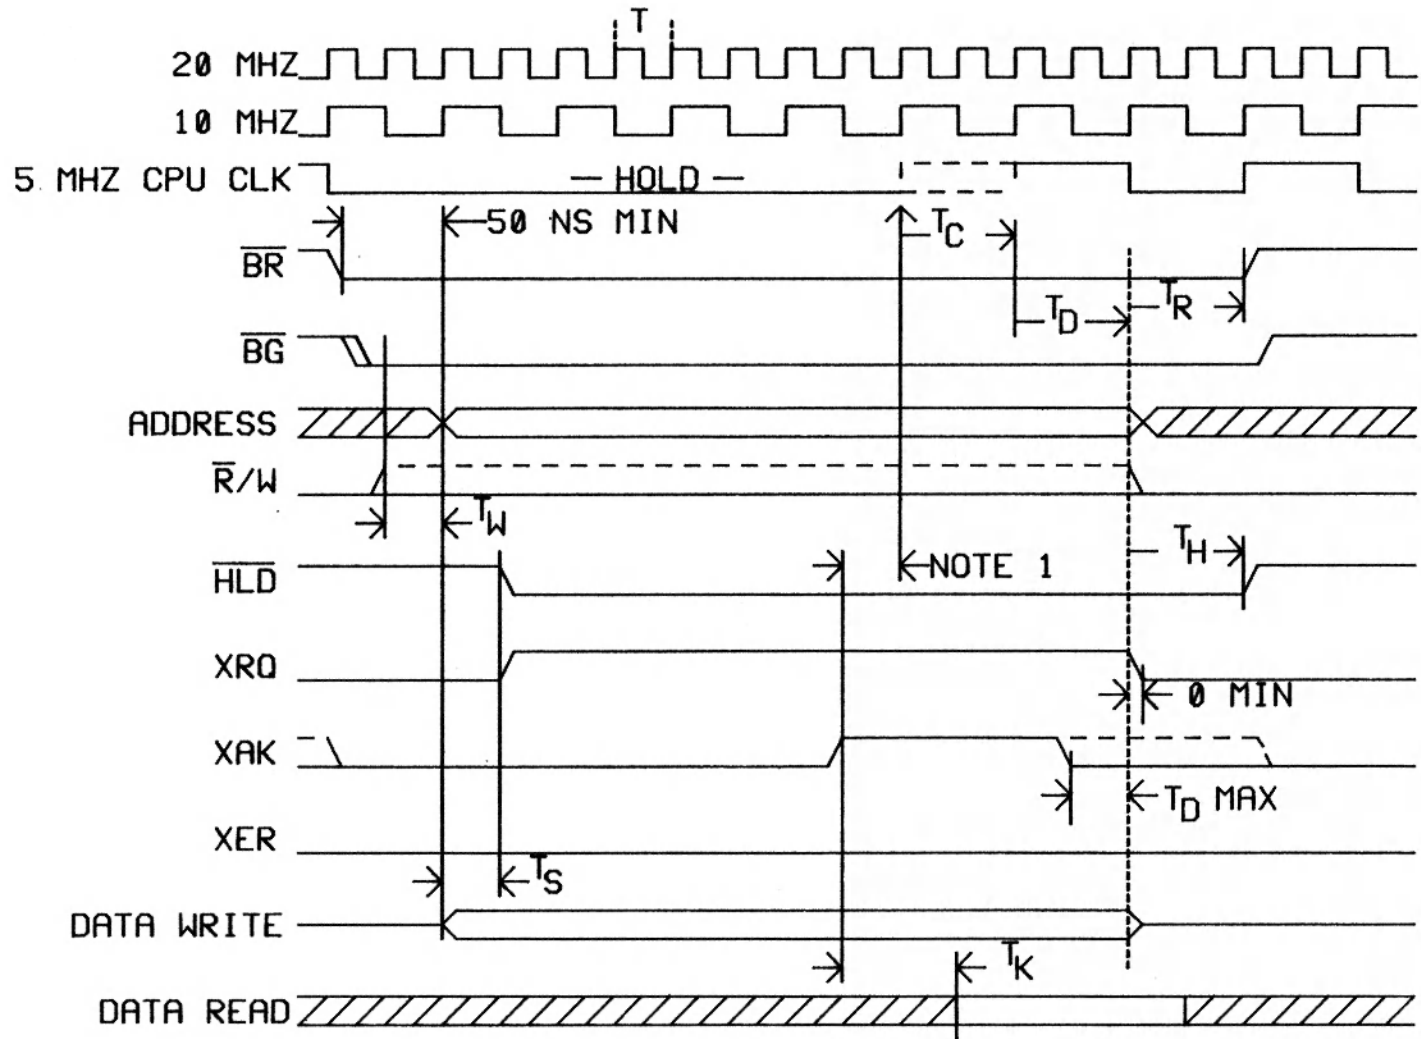 T
20 MHZ
10 MHZ
5 MHZ CPU CLK
— HOLD —
50 NS MIN
TC
BR
TD
TR
BG
ADDRESS
R/W
TW
TH
HLD
NOTE 1
XRQ
0 MIN
XAK
TD MAX
XER
TS
DATA WRITE
TK
DATA READ